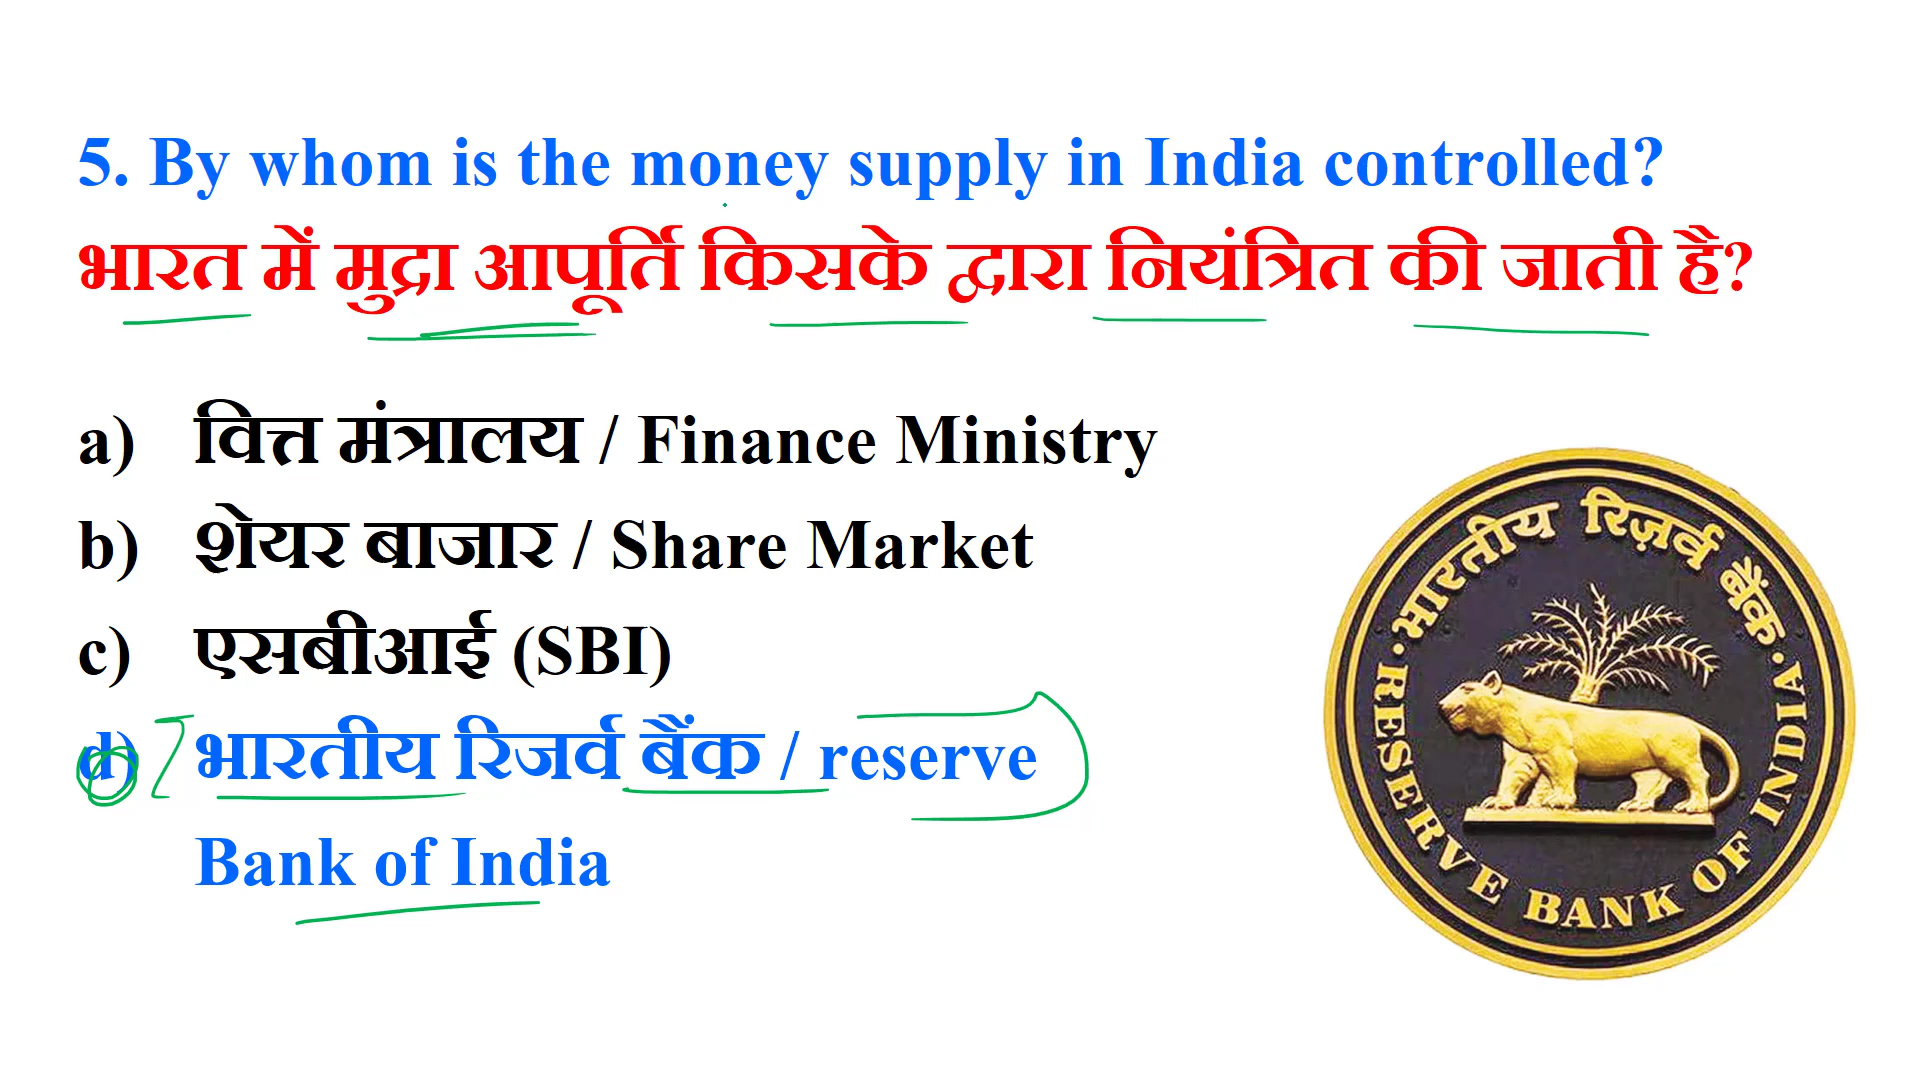 5. By whom is the money supply in India controlled?
भारत में मुद्रा आपूर्ति किसके द्वारा नियंत्रित की जाती है?
a) वित्त मंत्रालय / Finance Ministry
b) शेयर बाजार / Share Market
c) एसबीआई (SBI)
d) भारतीय रिजर्व बैंक / reserve
Bank of India
भारतीय रिज़र्व बैंक
RESERVE BANK OF INDIA